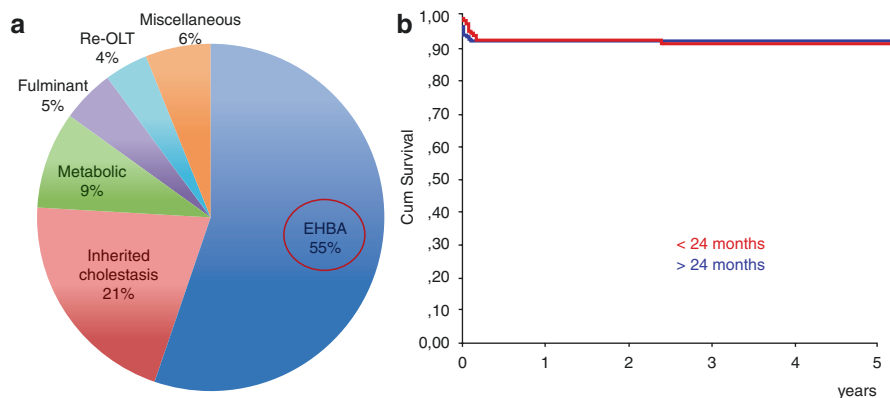 a
Miscellaneous
6%
Re-OLT
4%
Fulminant
5%
Metabolic
9%
Inherited
cholestasis
21%
EHBA
55%
b
Cum Survival
1,00
,90
,80
,70
,60
,50
,40
,30
,20
,10
0,00
< 24 months
> 24 months
0 1 2 3 4 5
years